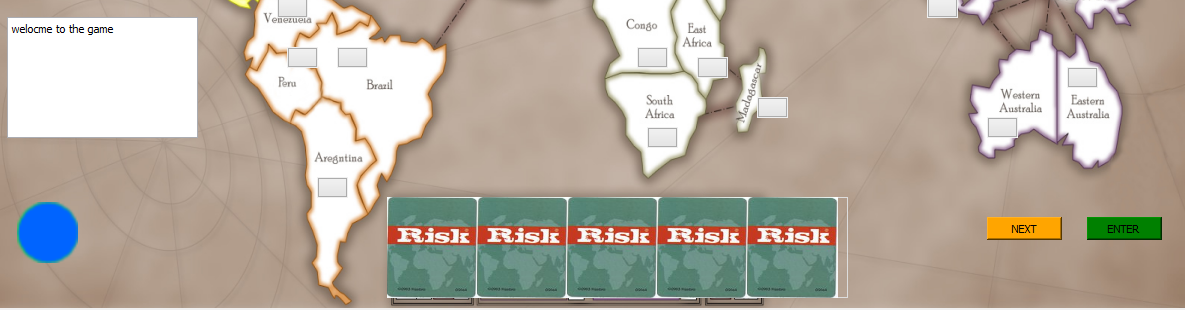 welocme to the game
Venezuela
Peru
Brazil
Aregntina
Congo
East
Africa
South
Africa
Madagascar
Western
Australia
Eastern
Australia
Risk
Risk
Risk
Risk
Risk
NEXT
ENTER